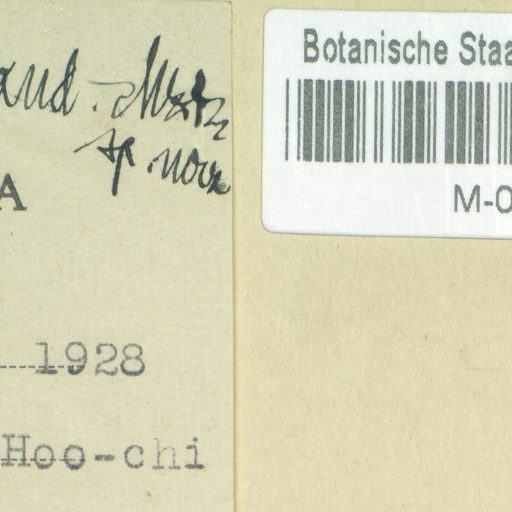 sp. nov.
A
1928
Hoo-chi
Botanische Staa
M-0